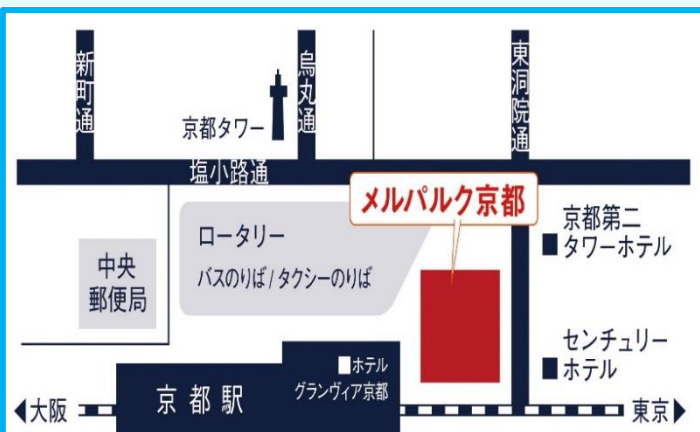 新町通
烏丸通
東洞院通
京都タワー
塩小路通
メルパルク京都
ロータリー
バスのりば / タクシーのりば
中央
郵便局
京都第二
タワーホテル
センチュリー
ホテル
ホテル
グランヴィア京都
京都駅
大阪
東京